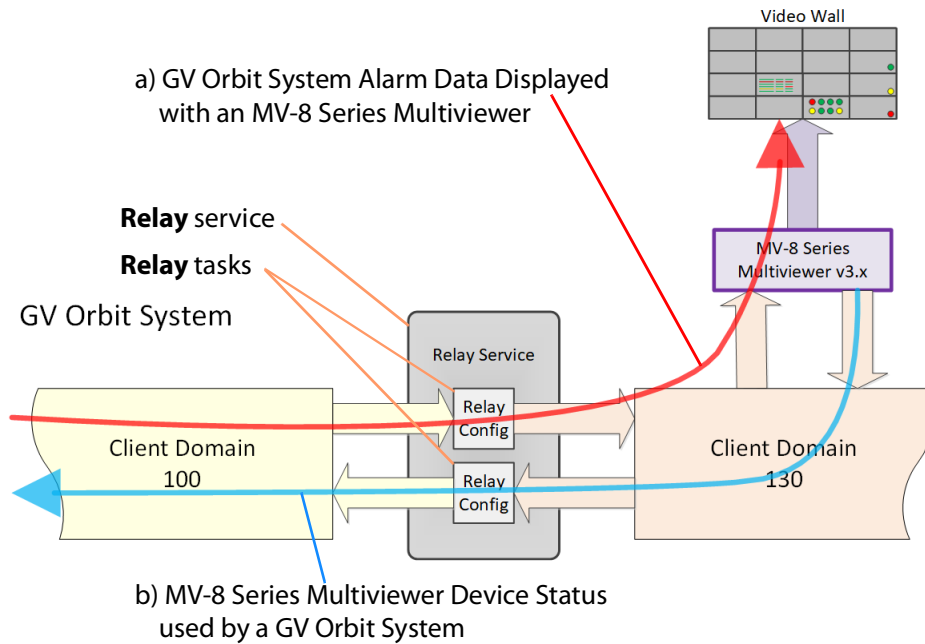 Video Wall
a) GV Orbit System Alarm Data Displayed
with an MV-8 Series Multiviewer
Relay service
Relay tasks
MV-8 Series
Multiviewer v3.x
GV Orbit System
Relay Service
Relay
Config
Client Domain
100
Relay
Config
Client Domain
130
b) MV-8 Series Multiviewer Device Status
used by a GV Orbit System